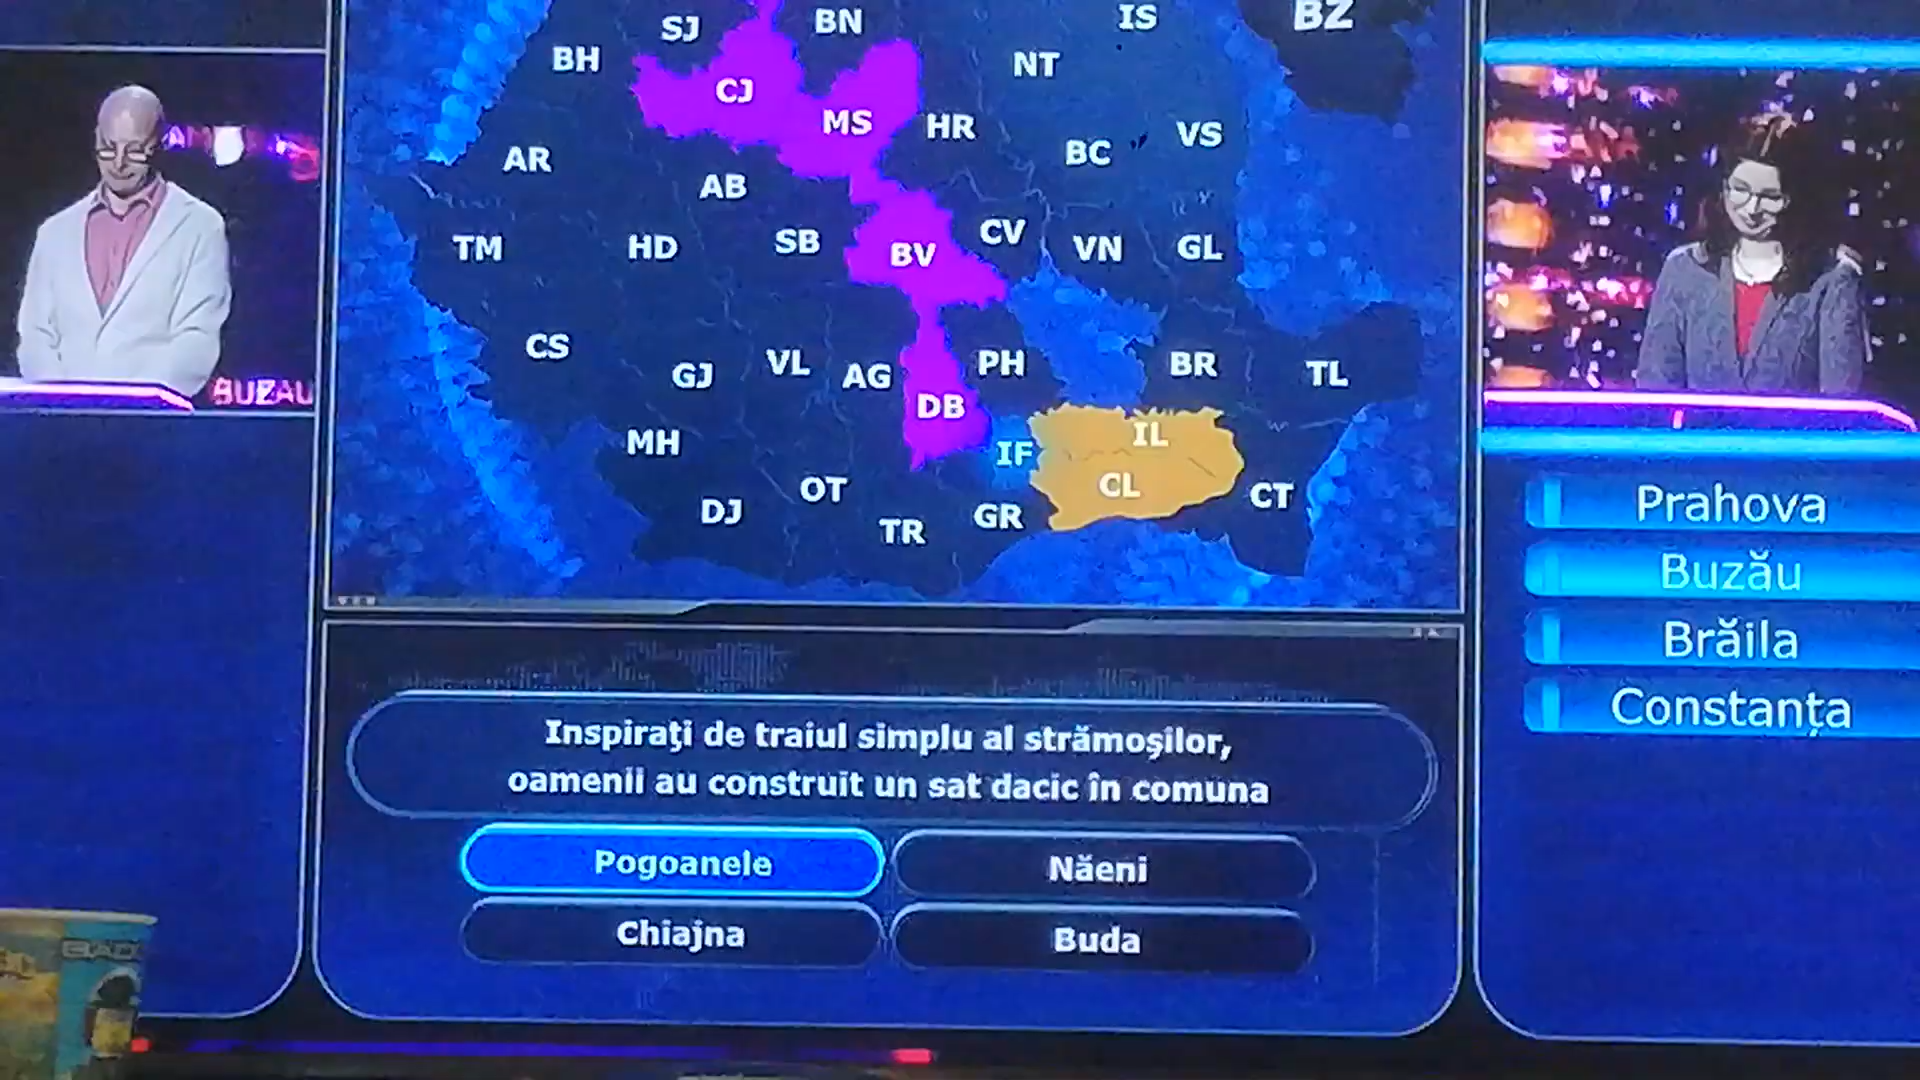 SJ
BN
IS
BZ
BH
NT
CJ
MS
HR
VS
BC
AR
AB
TM
HD
SB
BV
CV
VN
GL
CS
GJ
VL
AG
PH
BR
TL
DB
MH
IF
IL
CL
CT
OT
DJ
TR
GR
BUZAU
Prahova
Buzău
Brăila
Constanța
Inspiraţi de traiul simplu al strămoşilor,
oamenii au construit un sat dacic în comuna
Pogoanele
Năeni
Chiajna
Buda